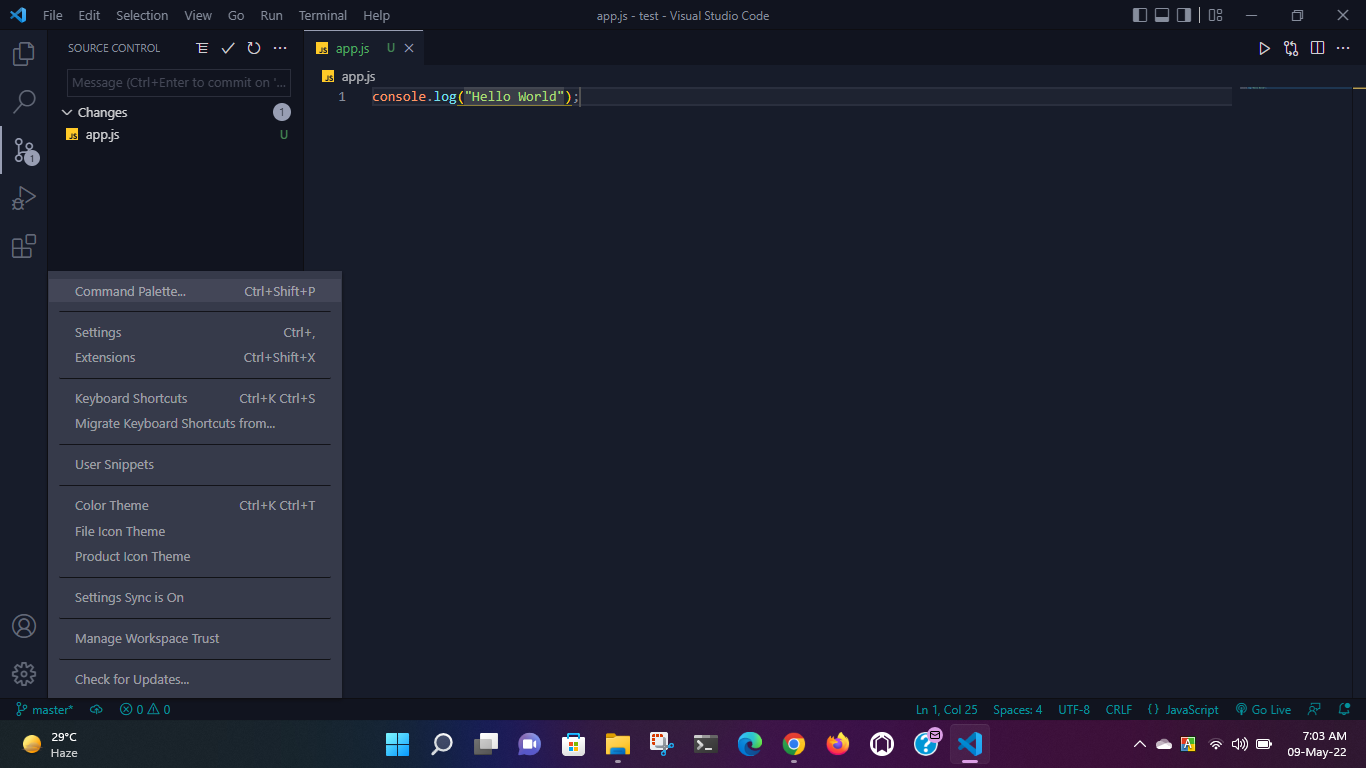 File Edit Selection View Go Run Terminal Help app.js - test - Visual Studio Code
SOURCE CONTROL
JS app.js U
JS app.js
Message (Ctrl+Enter to commit on '...
1 console.log("Hello World");
Changes 1
JS app.js U
1
Command Palette... Ctrl+Shift+P
Settings Ctrl+,
Extensions Ctrl+Shift+X
Keyboard Shortcuts Ctrl+K Ctrl+S
Migrate Keyboard Shortcuts from...
User Snippets
Color Theme Ctrl+K Ctrl+T
File Icon Theme
Product Icon Theme
Settings Sync is On
Manage Workspace Trust
Check for Updates...
master* 0 0 Ln 1, Col 25 Spaces: 4 UTF-8 CRLF {} JavaScript Go Live
29°C
Haze
A
7:03 AM
09-May-22